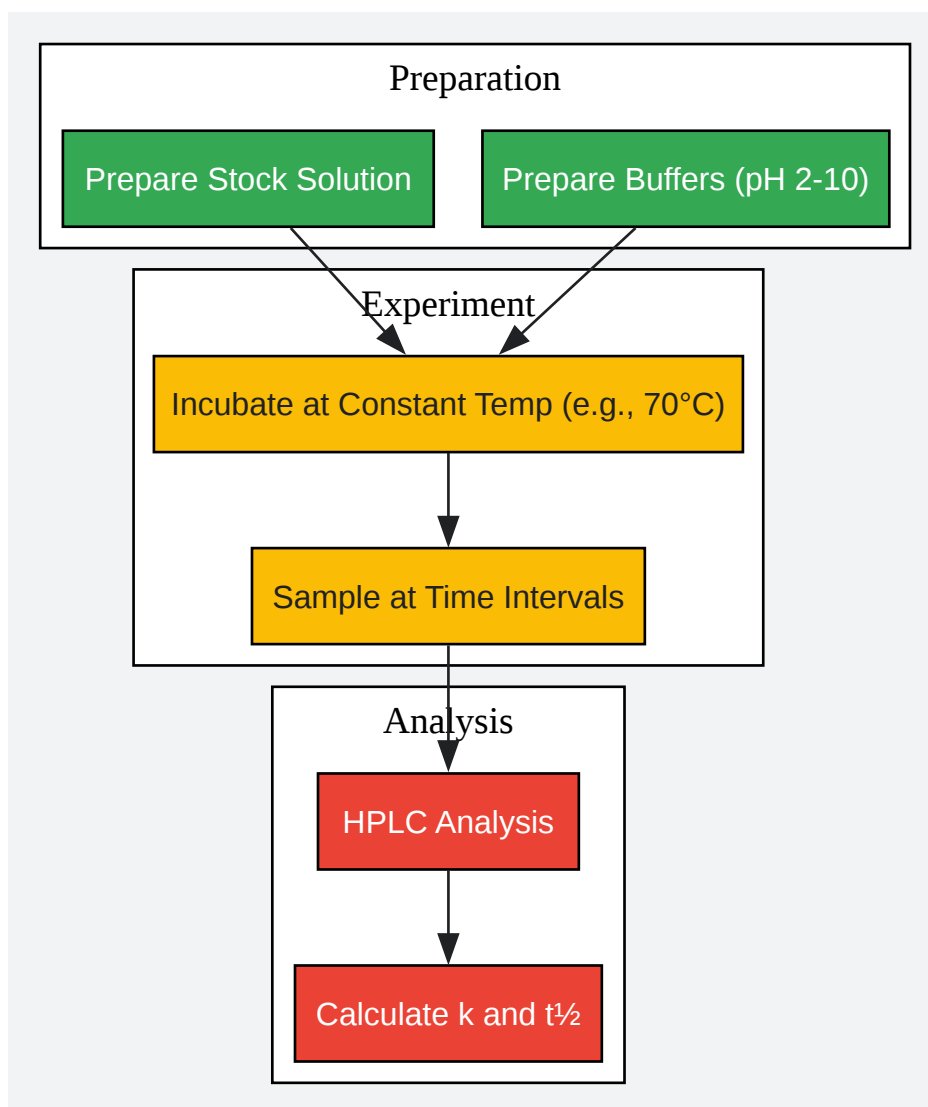 Preparation
Prepare Stock Solution
Prepare Buffers (pH 2-10)
Experiment
Incubate at Constant Temp (e.g., 70°C)
Sample at Time Intervals
Analysis
HPLC Analysis
Calculate k and t½